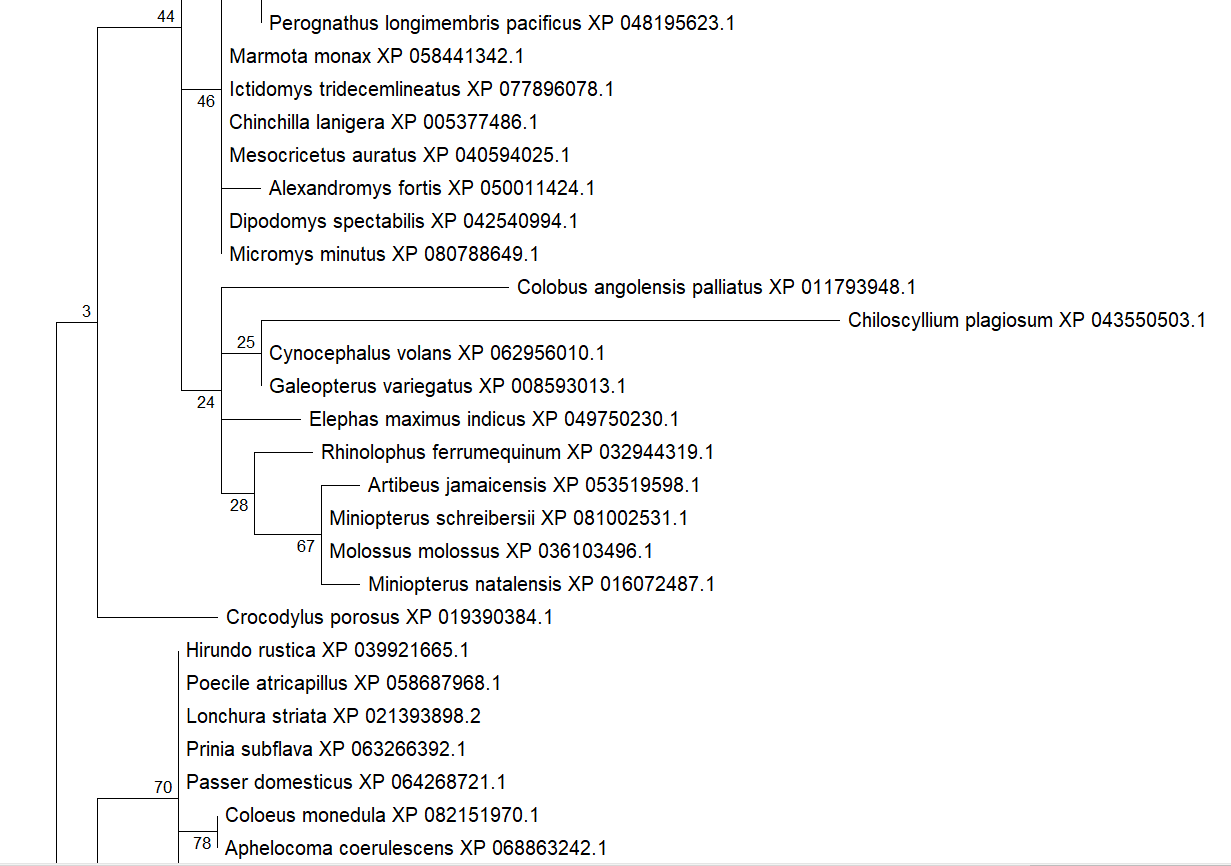 44
Perognathus longimembris pacificus XP 048195623.1
Marmota monax XP 058441342.1
Ictidomys tridecemlineatus XP 077896078.1
46
Chinchilla lanigera XP 005377486.1
Mesocricetus auratus XP 040594025.1
Alexandromys fortis XP 050011424.1
Dipodomys spectabilis XP 042540994.1
Micromys minutus XP 080788649.1
Colobus angolensis palliatus XP 011793948.1
3
Chiloscyllium plagiosum XP 043550503.1
25
Cynocephalus volans XP 062956010.1
Galeopterus variegatus XP 008593013.1
24
Elephas maximus indicus XP 049750230.1
Rhinolophus ferrumequinum XP 032944319.1
Artibeus jamaicensis XP 053519598.1
28
Miniopterus schreibersii XP 081002531.1
67
Molossus molossus XP 036103496.1
Miniopterus natalensis XP 016072487.1
Crocodylus porosus XP 019390384.1
Hirundo rustica XP 039921665.1
Poecile atricapillus XP 058687968.1
Lonchura striata XP 021393898.2
Prinia subflava XP 063266392.1
70
Passer domesticus XP 064268721.1
Coloeus monedula XP 082151970.1
78
Aphelocoma coerulescens XP 068863242.1